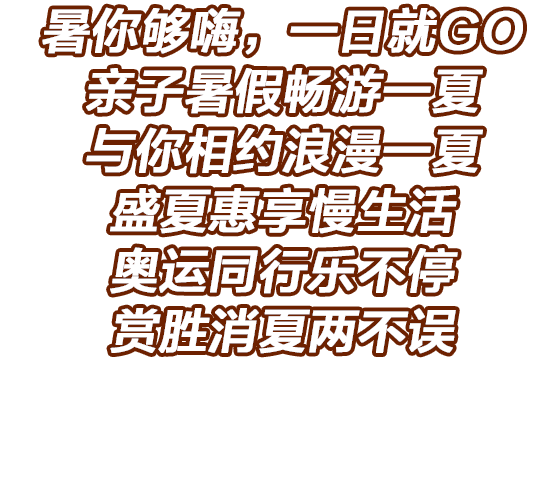 暑你够嗨，一日就GO
亲子暑假畅游一夏
与你相约浪漫一夏
盛夏惠享慢生活
奥运同行乐不停
赏胜消夏两不误